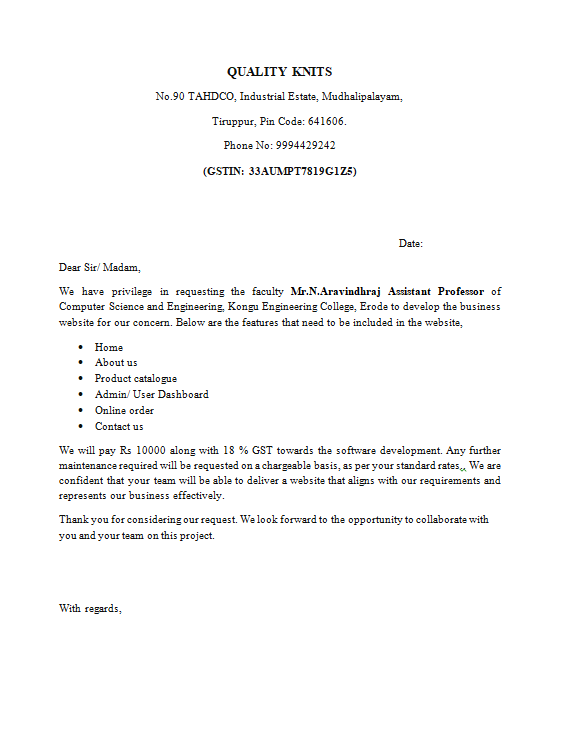 QUALITY KNITS
No.90 TAHDCO, Industrial Estate, Mudhalipalayam,
Tiruppur, Pin Code: 641606.
Phone No: 9994429242
(GSTIN: 33AUMPT7819G1Z5)
Date:
Dear Sir/ Madam,
We have privilege in requesting the faculty Mr.N.Aravindhraj Assistant Professor of
Computer Science and Engineering, Kongu Engineering College, Erode to develop the business
website for our concern. Below are the features that need to be included in the website,
• Home
• About us
• Product catalogue
• Admin/ User Dashboard
• Online order
• Contact us
We will pay Rs 10000 along with 18 % GST towards the software development. Any further
maintenance required will be requested on a chargeable basis, as per your standard rates., We are
confident that your team will be able to deliver a website that aligns with our requirements and
represents our business effectively.
Thank you for considering our request. We look forward to the opportunity to collaborate with
you and your team on this project.
With regards,